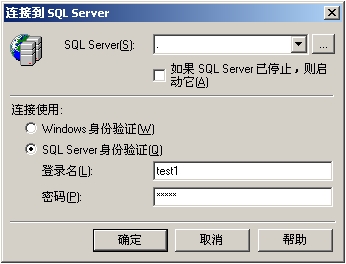 连接到 SQL Server
SQL Server(S):
.
...
如果 SQL Server 已停止，则启
动它(A)
连接使用:
Windows 身份验证(W)
SQL Server 身份验证(Q)
登录名(L):
test1
密码(P):
*****
确定
取消
帮助